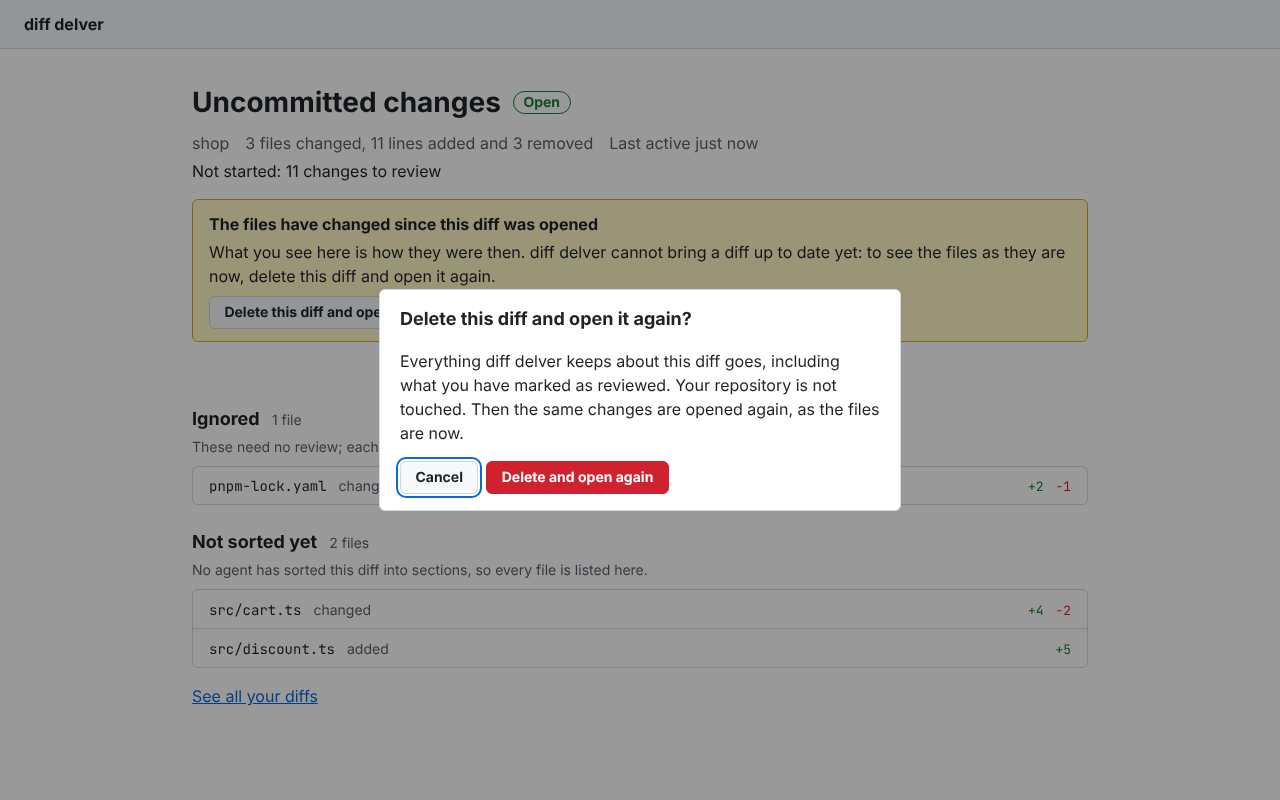 diff delver
Uncommitted changes Open
shop 3 files changed, 11 lines added and 3 removed Last active just now
Not started: 11 changes to review
The files have changed since this diff was opened
What you see here is how they were then. diff delver cannot bring a diff up to date yet: to see the files as they are
now, delete this diff and open it again.
Delete this diff and ope
Delete this diff and open it again?
Everything diff delver keeps about this diff goes, including
what you have marked as reviewed. Your repository is not
touched. Then the same changes are opened again, as the files
are now.
Cancel Delete and open again
Ignored 1 file
These need no review; each
pnpm-lock.yaml chang +2 -1
Not sorted yet 2 files
No agent has sorted this diff into sections, so every file is listed here.
src/cart.ts changed +4 -2
src/discount.ts added +5
See all your diffs